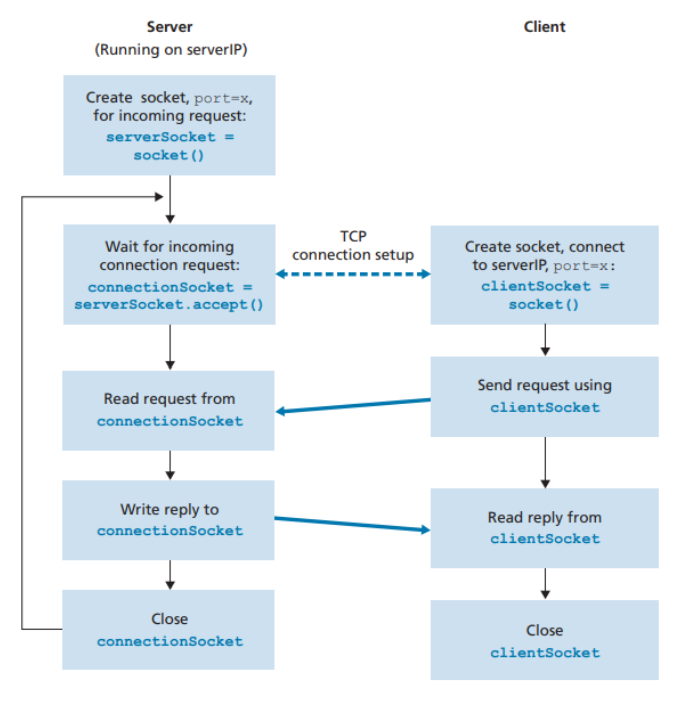 Server
(Running on serverIP)
Client
Create socket, port=x,
for incoming request:
serverSocket =
socket()
Wait for incoming
connection request:
connectionSocket =
serverSocket.accept()
TCP
connection setup
Create socket, connect
to serverIP, port=x:
clientSocket =
socket()
Read request from
connectionSocket
Send request using
clientSocket
Write reply to
connectionSocket
Read reply from
clientSocket
Close
connectionSocket
Close
clientSocket